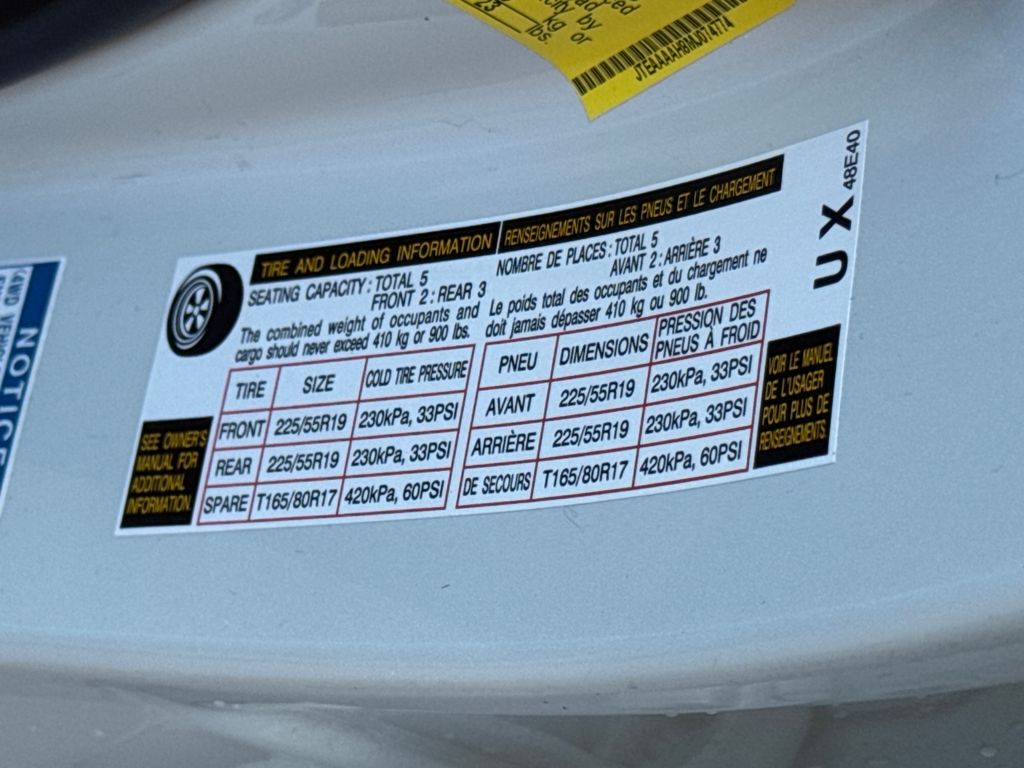 kg or
lbs.
JTEAAAAH8MJ074774
TIRE AND LOADING INFORMATION
RENSEIGNEMENTS SUR LES PNEUS ET LE CHARGEMENT
SEATING CAPACITY : TOTAL 5
FRONT 2 : REAR 3
The combined weight of occupants and
cargo should never exceed 410 kg or 900 lbs.
NOMBRE DE PLACES : TOTAL 5
AVANT 2 : ARRIÈRE 3
Le poids total des occupants et du chargement ne
doit jamais dépasser 410 kg ou 900 lb.
TIRE SIZE COLD TIRE PRESSURE
FRONT 225/55R19 230kPa, 33PSI
REAR 225/55R19 230kPa, 33PSI
SPARE T165/80R17 420kPa, 60PSI
PNEU DIMENSIONS PRESSION DES
PNEUS À FROID
AVANT 225/55R19 230kPa, 33PSI
ARRIÈRE 225/55R19 230kPa, 33PSI
DE SECOURS T165/80R17 420kPa, 60PSI
SEE OWNER'S
MANUAL FOR
ADDITIONAL
INFORMATION.
VOIR LE MANUEL
DE L'USAGER
POUR PLUS DE
RENSEIGNEMENTS.
UX 48E40
NOTICE
(4WD